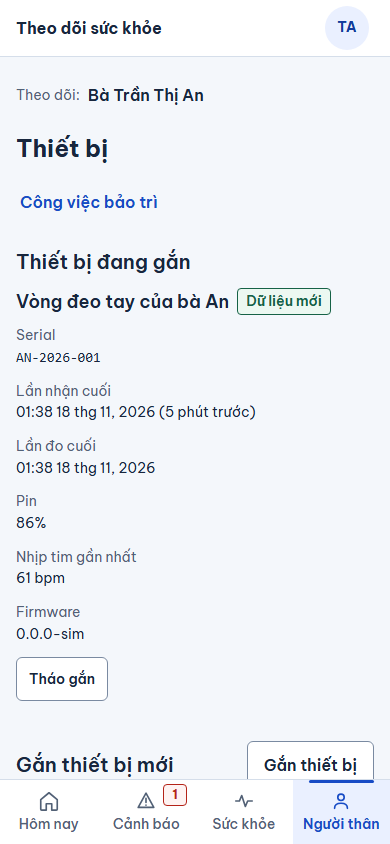 Theo dõi sức khỏe
TA
Theo dõi: Bà Trần Thị An
Thiết bị
Công việc bảo trì
Thiết bị đang gắn
Vòng đeo tay của bà An
Dữ liệu mới
Serial
AN-2026-001
Lần nhận cuối
01:38 18 thg 11, 2026 (5 phút trước)
Lần đo cuối
01:38 18 thg 11, 2026
Pin
86%
Nhịp tim gần nhất
61 bpm
Firmware
0.0.0-sim
Tháo gắn
Gắn thiết bị mới
Gắn thiết bị
1
Hôm nay
Cảnh báo
Sức khỏe
Người thân